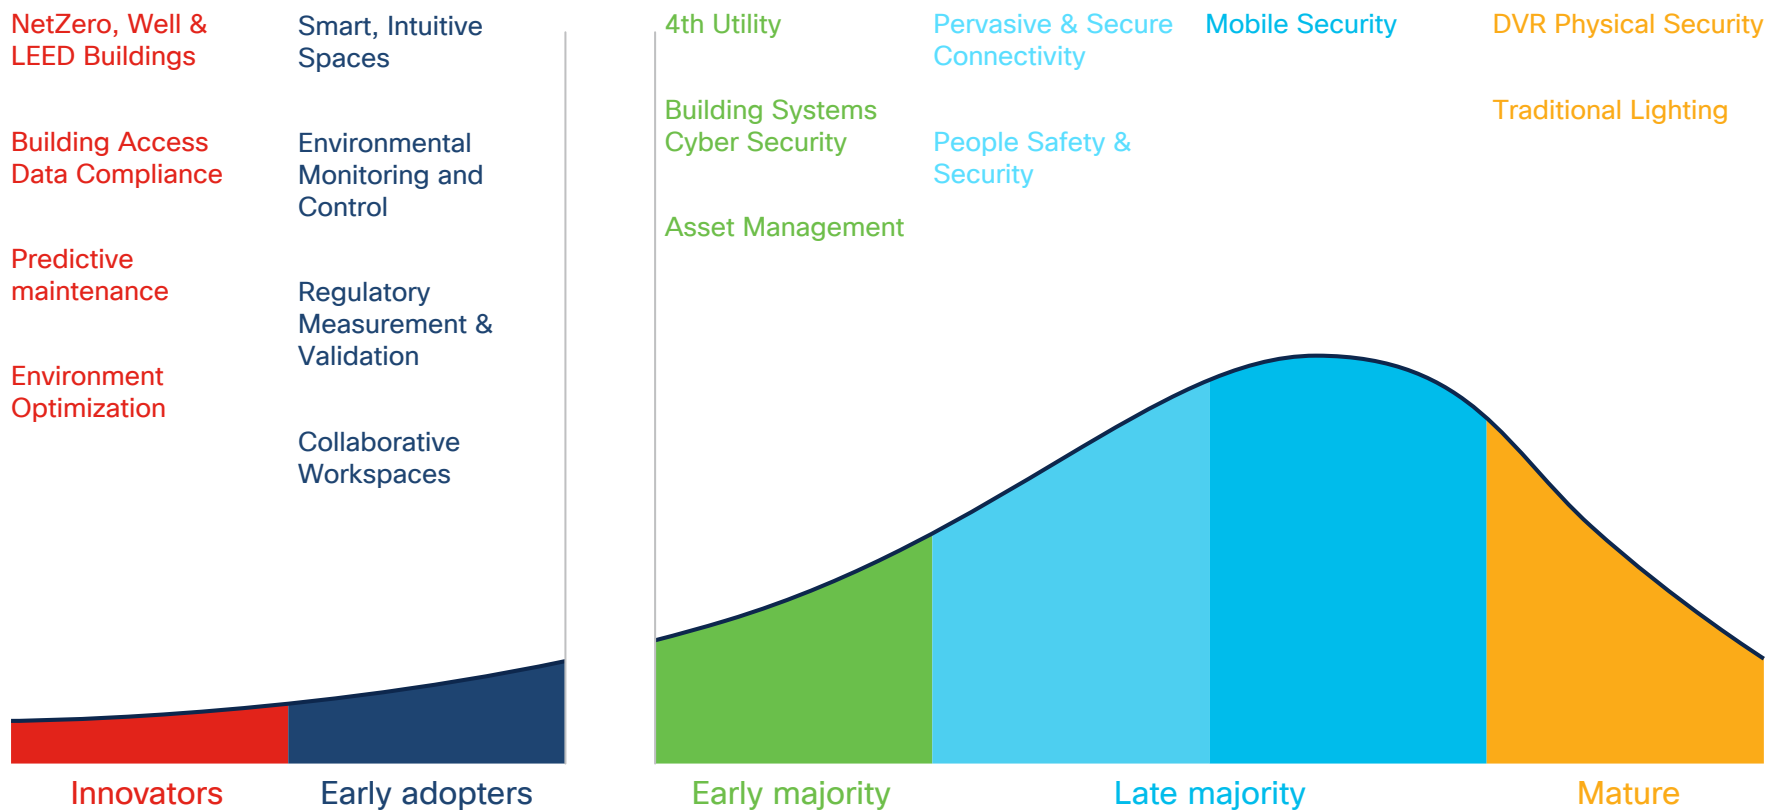 NetZero, Well &
LEED Buildings
Building Access
Data Compliance
Predictive
maintenance
Environment
Optimization
Smart, Intuitive
Spaces
Environmental
Monitoring and
Control
Regulatory
Measurement &
Validation
Collaborative
Workspaces
4th Utility
Building Systems
Cyber Security
Asset Management
Pervasive & Secure
Connectivity
People Safety &
Security
Mobile Security
DVR Physical Security
Traditional Lighting
Innovators
Early adopters
Early majority
Late majority
Mature